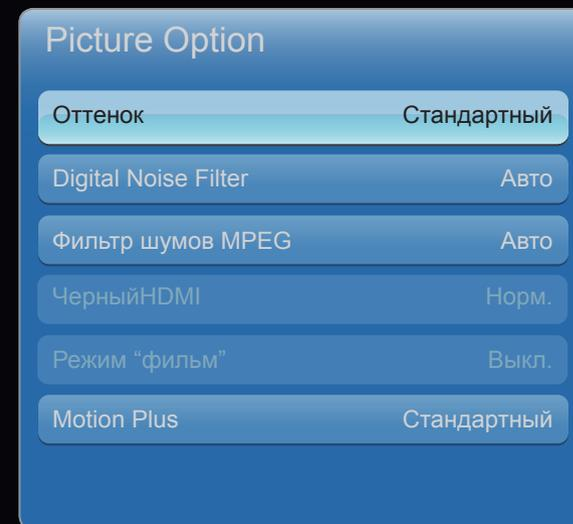 Picture Option
Оттенок Стандартный
Digital Noise Filter Авто
Фильтр шумов MPEG Авто
ЧерныйHDMI Норм.
Режим “фильм” Выкл.
Motion Plus Стандартный